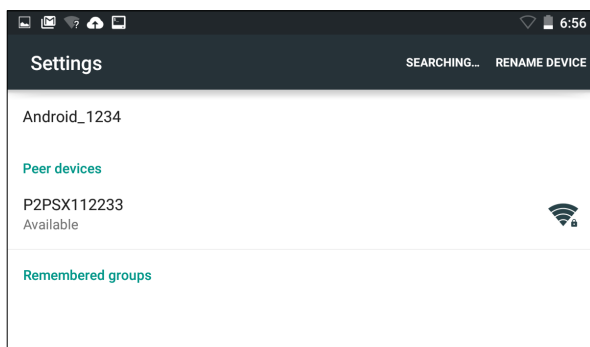 6:56
Settings SEARCHING... RENAME DEVICE
Android_1234
Peer devices
P2PSX112233
Available
Remembered groups